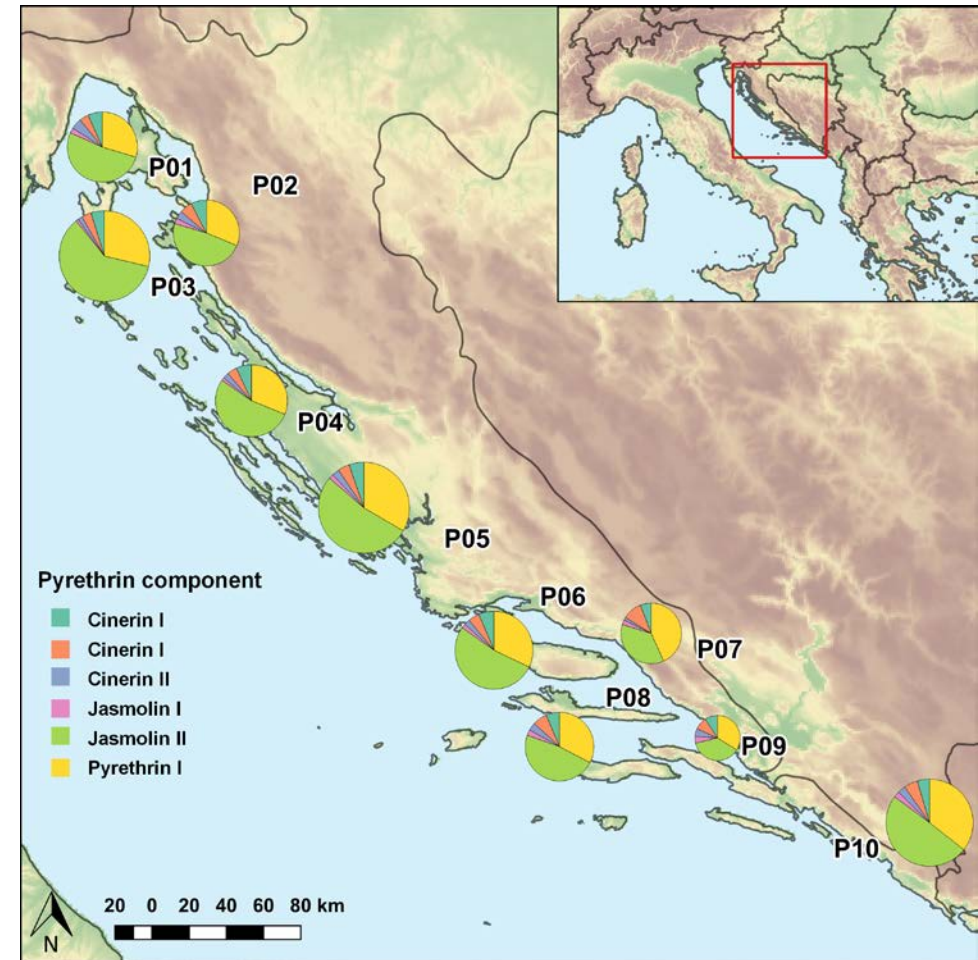 P01
P02
P03
P04
P05
P06
P07
P08
P09
P10
Pyrethrin component
Cinerin I
Cinerin I
Cinerin II
Jasmolin I
Jasmolin II
Pyrethrin I
20 0 20 40 60 80 km
N